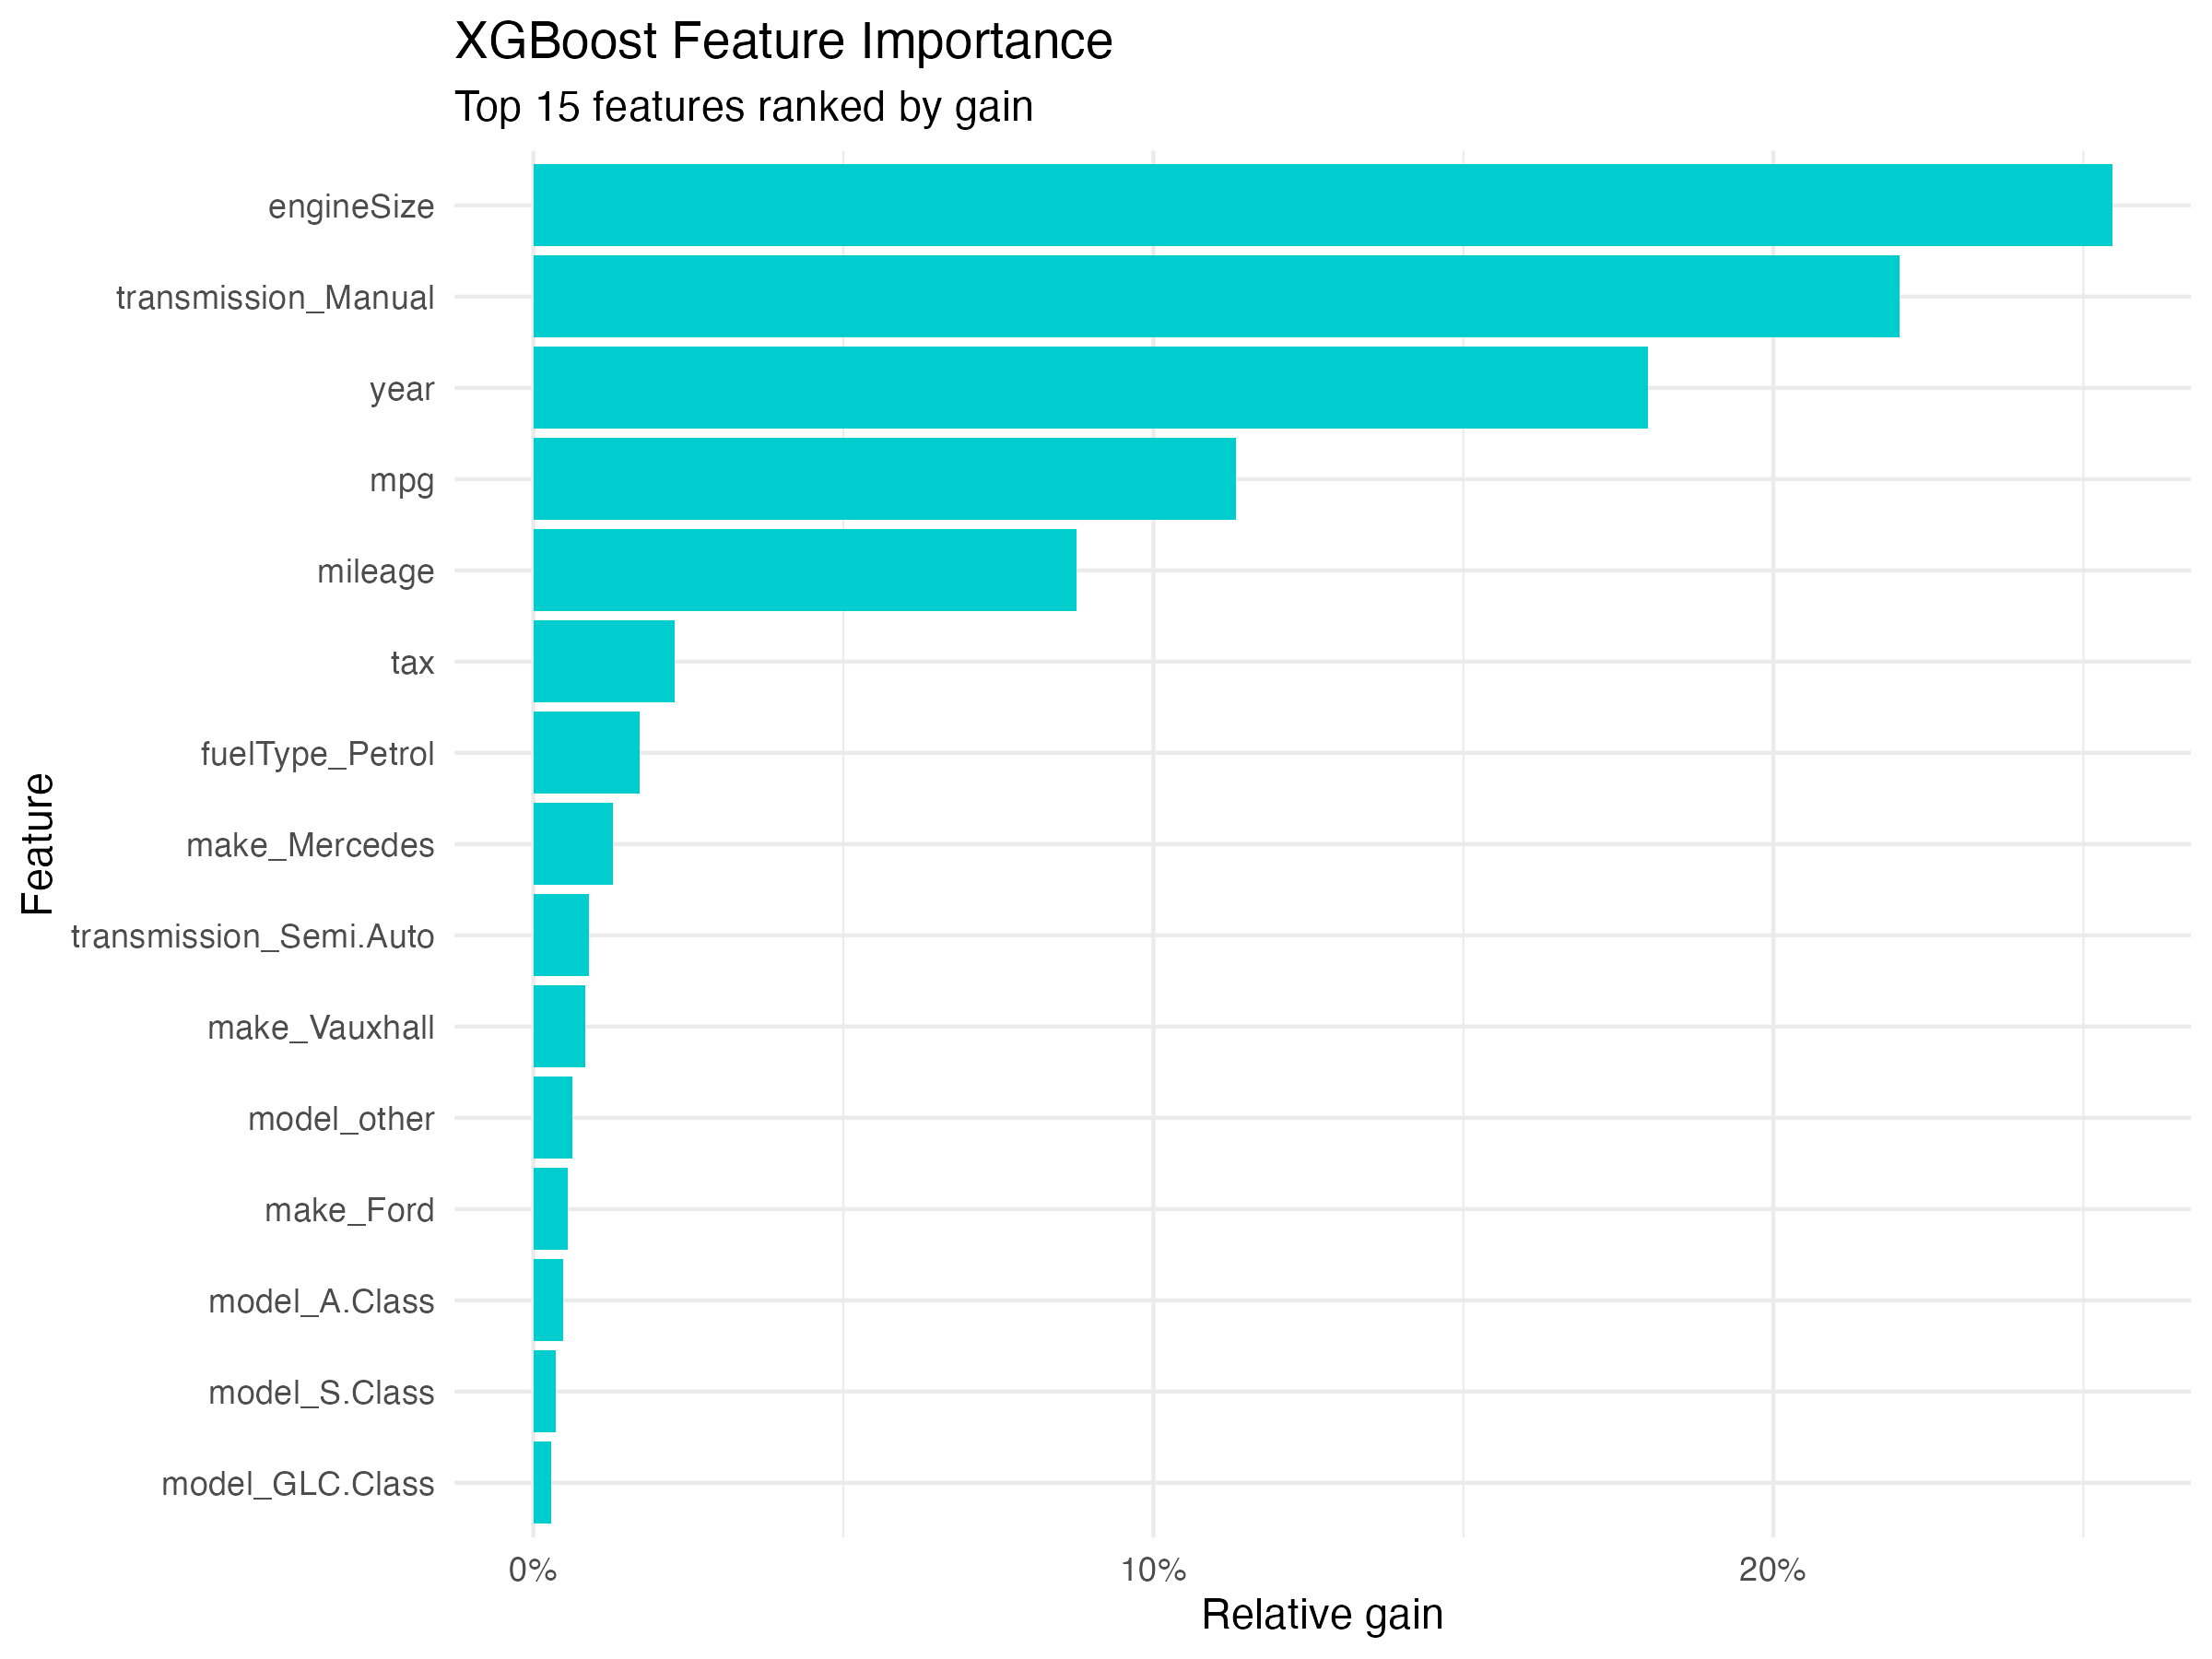 XGBoost Feature Importance
Top 15 features ranked by gain
engineSize
transmission_Manual
year
mpg
mileage
tax
fuelType_Petrol
make_Mercedes
transmission_Semi.Auto
make_Vauxhall
model_other
make_Ford
model_A.Class
model_S.Class
model_GLC.Class
Feature
0% 10% 20%
Relative gain